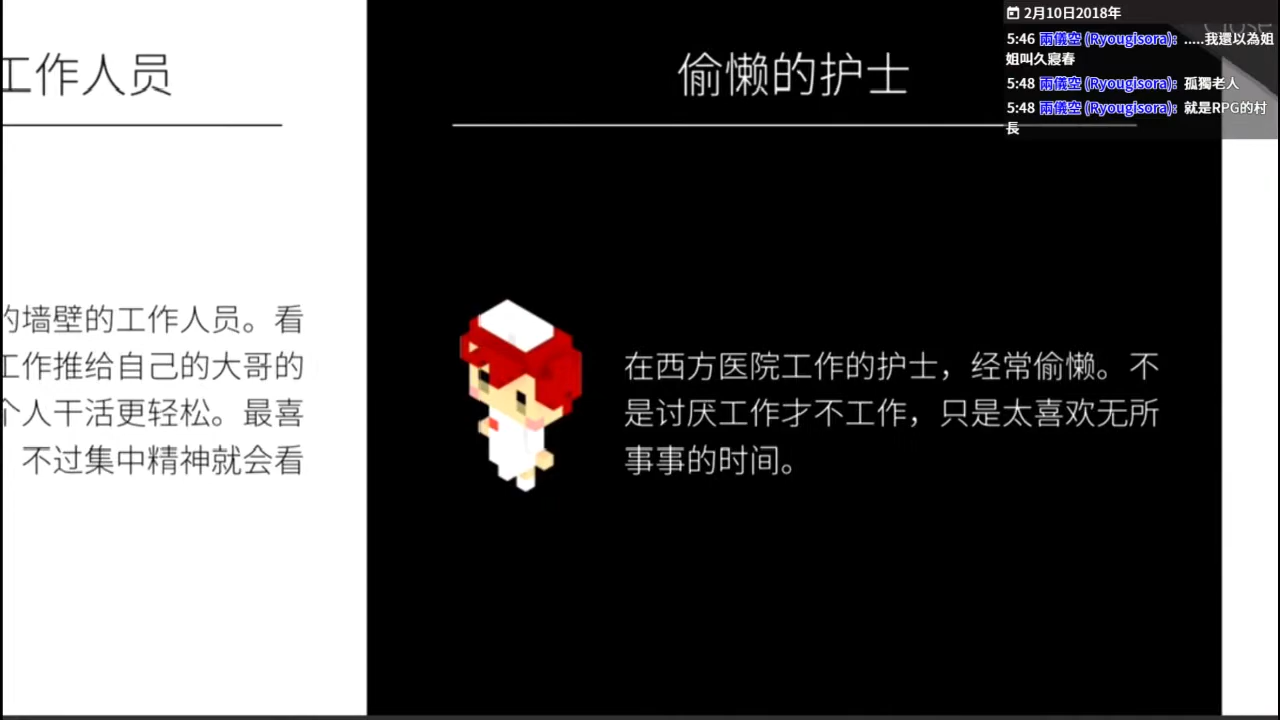 工作人员
的墙壁的工作人员。看
工作推给自己的大哥的
个人干活更轻松。最喜
不过集中精神就会看
偷懒的护士
在西方医院工作的护士，经常偷懒。不
是讨厌工作才不工作，只是太喜欢无所
事事的时间。
Close
2月10日2018年
5:46 兩儀空 (Ryougisora): .....我還以為姐
姐叫久寢春
5:48 兩儀空 (Ryougisora): 孤獨老人
5:48 兩儀空 (Ryougisora): 就是RPG的村
長